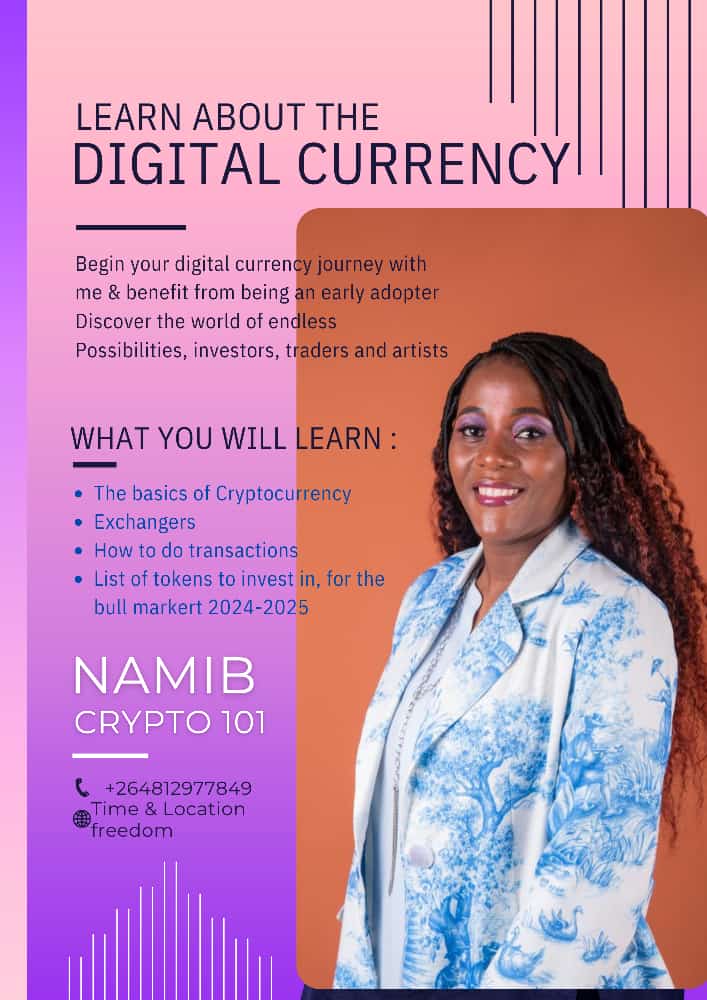 LEARN ABOUT THE
DIGITAL CURRENCY
Begin your digital currency journey with
me & benefit from being an early adopter
Discover the world of endless
Possibilities, investors, traders and artists
WHAT YOU WILL LEARN :
• The basics of Cryptocurrency
• Exchangers
• How to do transactions
• List of tokens to invest in, for the
bull markert 2024-2025
NAMIB
CRYPTO 101
+264812977849
Time & Location
freedom